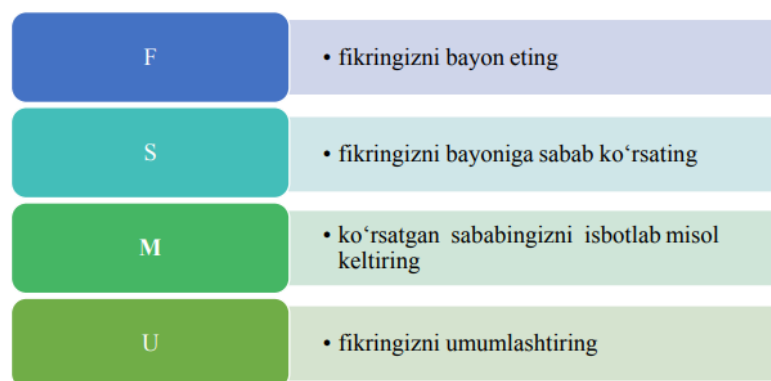 F
• fikringizni bayon eting
S
• fikringizni bayoniga sabab ko‘rsating
M
• ko‘rsatgan sababingizni isbotlab misol
keltiring
U
• fikringizni umumlashtiring